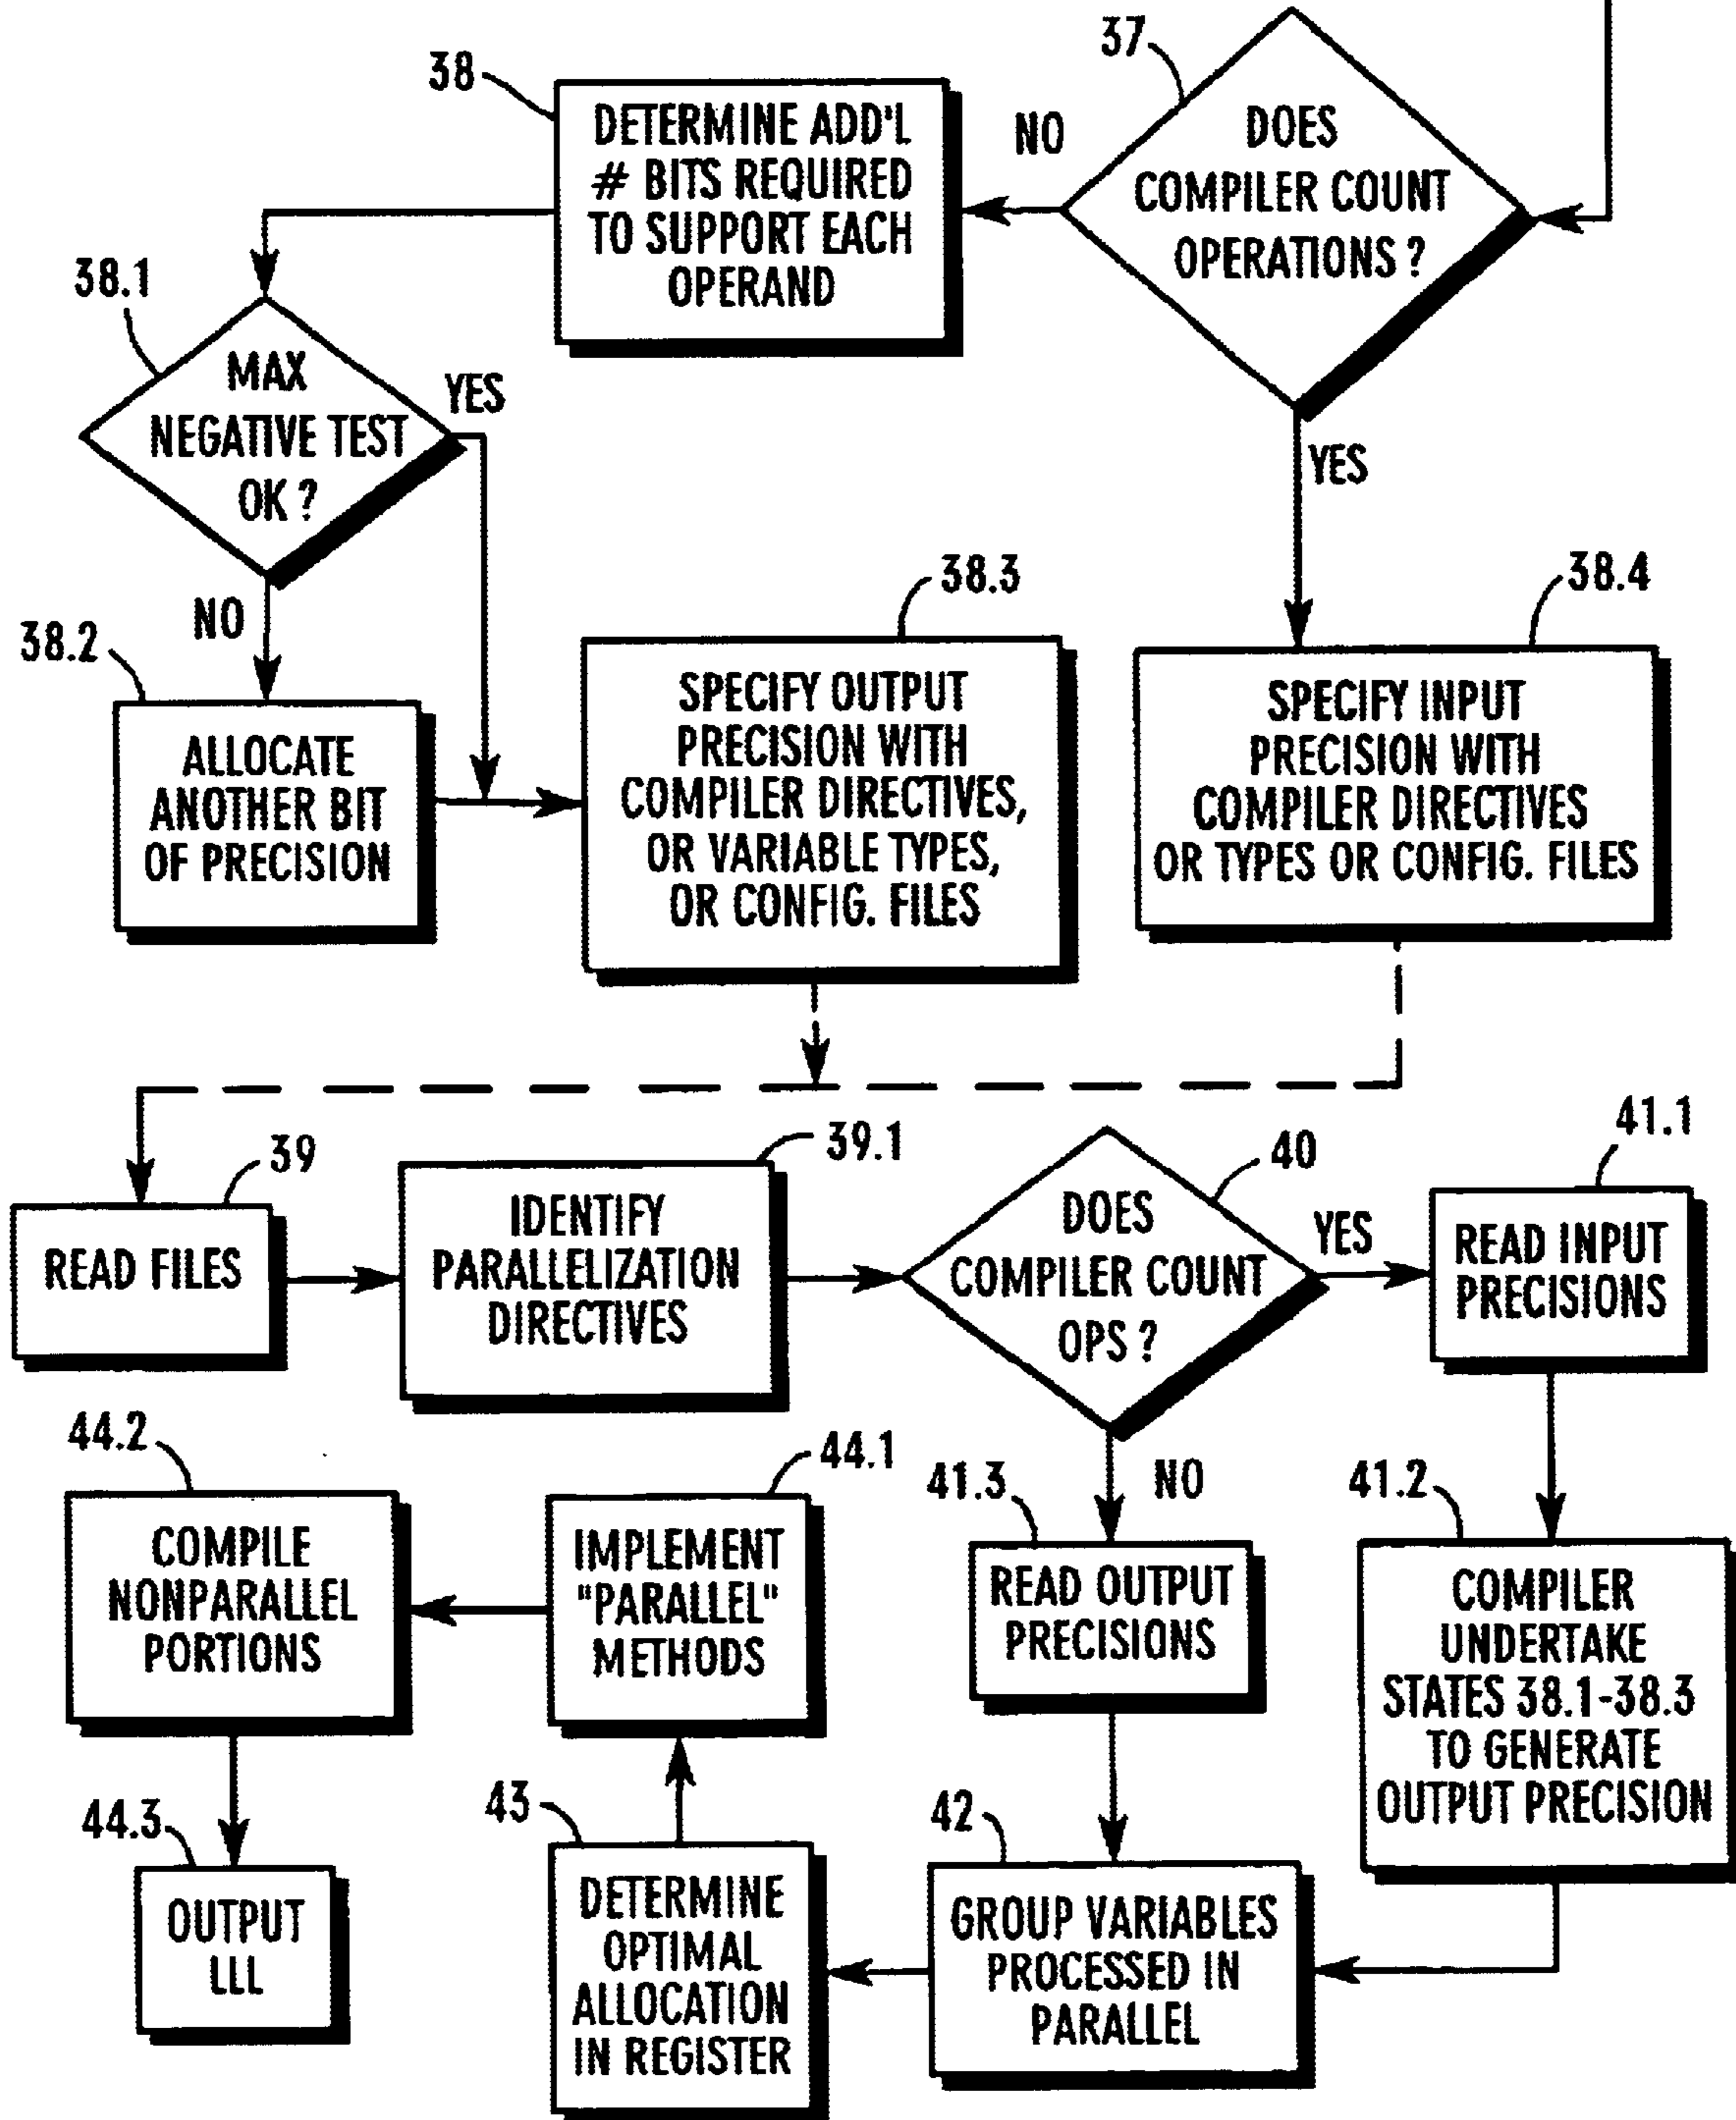 37
DOES
COMPILER COUNT
OPERATIONS ?
NO
YES
38
DETERMINE ADD'L
# BITS REQUIRED
TO SUPPORT EACH
OPERAND
38.1
MAX
NEGATIVE TEST
OK ?
YES
NO
38.2
ALLOCATE
ANOTHER BIT
OF PRECISION
38.3
SPECIFY OUTPUT
PRECISION WITH
COMPILER DIRECTIVES,
OR VARIABLE TYPES,
OR CONFIG. FILES
38.4
SPECIFY INPUT
PRECISION WITH
COMPILER DIRECTIVES
OR TYPES OR CONFIG. FILES
39
READ FILES
39.1
IDENTIFY
PARALLELIZATION
DIRECTIVES
40
DOES
COMPILER COUNT
OPS ?
YES
NO
41.1
READ INPUT
PRECISIONS
41.2
COMPILER
UNDERTAKE
STATES 38.1-38.3
TO GENERATE
OUTPUT PRECISION
41.3
READ OUTPUT
PRECISIONS
42
GROUP VARIABLES
PROCESSED IN
PARALLEL
43
DETERMINE
OPTIMAL
ALLOCATION
IN REGISTER
44.1
IMPLEMENT
"PARALLEL"
METHODS
44.2
COMPILE
NONPARALLEL
PORTIONS
44.3
OUTPUT
LLL